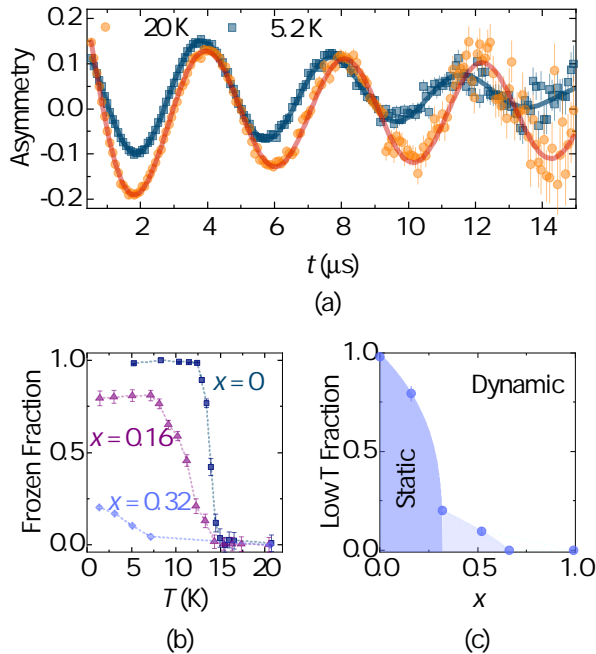 20K 5.2K
0.2
0.1
0.0
-0.1
-0.2
Asymmetry
2 4 6 8 10 12 14
t (μs)
(a)
1.0
0.5
0.0
Frozen Fraction
x=0
x=0.16
x=0.32
0 5 10 15 20
T (K)
(b)
1.0
0.5
0.0
Low T Fraction
Dynamic
Static
0.0 0.5 1.0
x
(c)